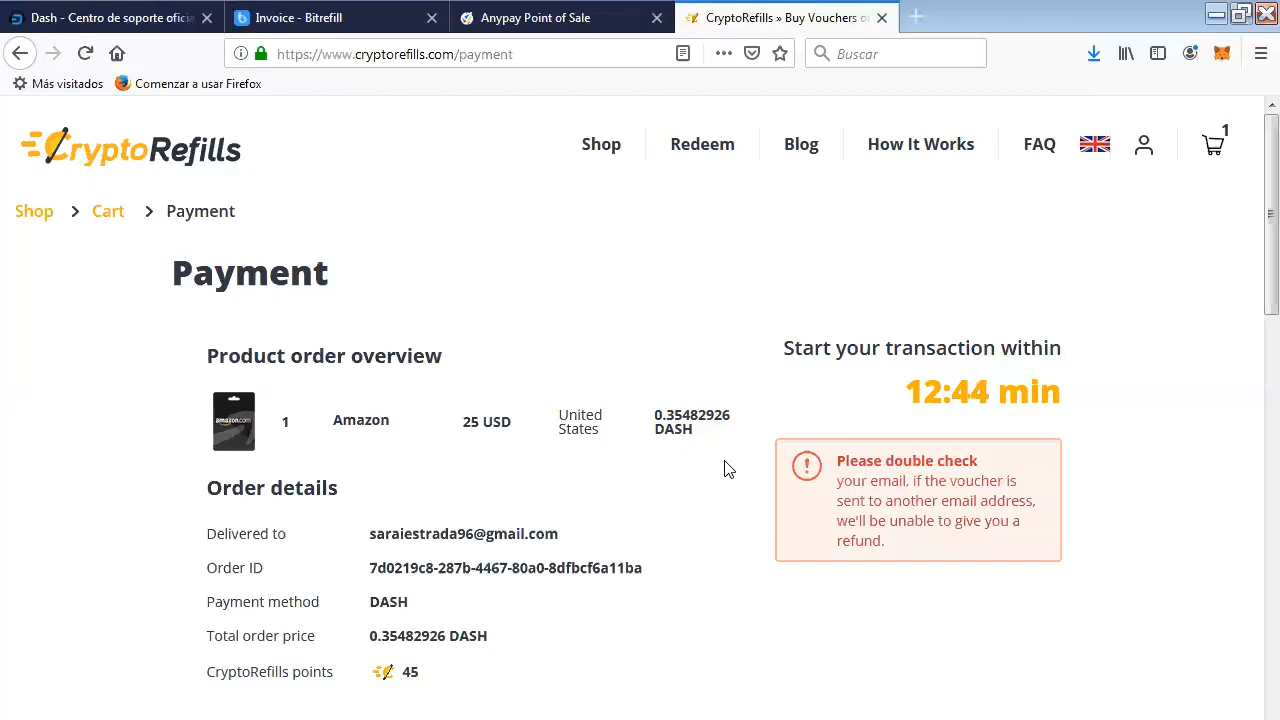 Dash - Centro de soporte oficia
Invoice - Bitrefill
Anypay Point of Sale
CryptoRefills » Buy Vouchers o
https://www.cryptorefills.com/payment
Buscar
Más visitados
Comenzar a usar Firefox
CryptoRefills
Shop
Redeem
Blog
How It Works
FAQ
1
Shop > Cart > Payment
Payment
Product order overview
Start your transaction within
12:44 min
amazon.com
1
Amazon
25 USD
United
States
0.35482926
DASH
Please double check
your email, if the voucher is
sent to another email address,
we'll be unable to give you a
refund.
Order details
Delivered to saraiestrada96@gmail.com
Order ID 7d0219c8-287b-4467-80a0-8dfbcf6a11ba
Payment method DASH
Total order price 0.35482926 DASH
CryptoRefills points 45